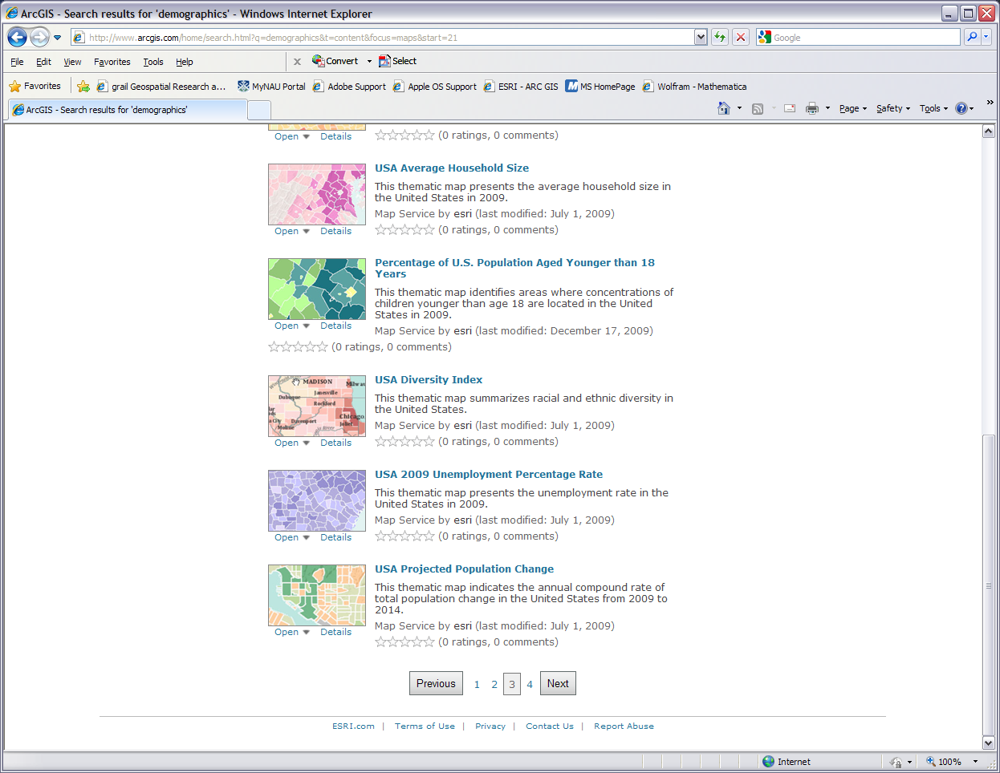 ArcGIS - Search results for 'demographics' - Windows Internet Explorer
http://www.arcgis.com/home/search.html?q=demographics&t=content&focus=maps&start=21
Google
File Edit View Favorites Tools Help
x Convert Select
Favorites grail Geospatial Research a... MyNAU Portal Adobe Support Apple OS Support ESRI - ARC GIS MS HomePage Wolfram - Mathematica
ArcGIS - Search results for 'demographics'
Page Safety Tools
Open Details
(0 ratings, 0 comments)
USA Average Household Size
This thematic map presents the average household size in
the United States in 2009.
Map Service by esri (last modified: July 1, 2009)
Open Details
(0 ratings, 0 comments)
Percentage of U.S. Population Aged Younger than 18
Years
This thematic map identifies areas where concentrations of
children younger than age 18 are located in the United
States in 2009.
Open Details
Map Service by esri (last modified: December 17, 2009)
(0 ratings, 0 comments)
MADISON
Milwau
Janesville
Dubuque
Rockford
Chicago
Davenport
Joliet
Moline
USA Diversity Index
This thematic map summarizes racial and ethnic diversity in
the United States.
Map Service by esri (last modified: July 1, 2009)
Open Details
(0 ratings, 0 comments)
USA 2009 Unemployment Percentage Rate
This thematic map presents the unemployment rate in the
United States in 2009.
Map Service by esri (last modified: July 1, 2009)
Open Details
(0 ratings, 0 comments)
USA Projected Population Change
This thematic map indicates the annual compound rate of
total population change in the United States from 2009 to
2014.
Map Service by esri (last modified: July 1, 2009)
Open Details
(0 ratings, 0 comments)
Previous 1 2 3 4 Next
ESRI.com | Terms of Use | Privacy | Contact Us | Report Abuse
Internet
100%